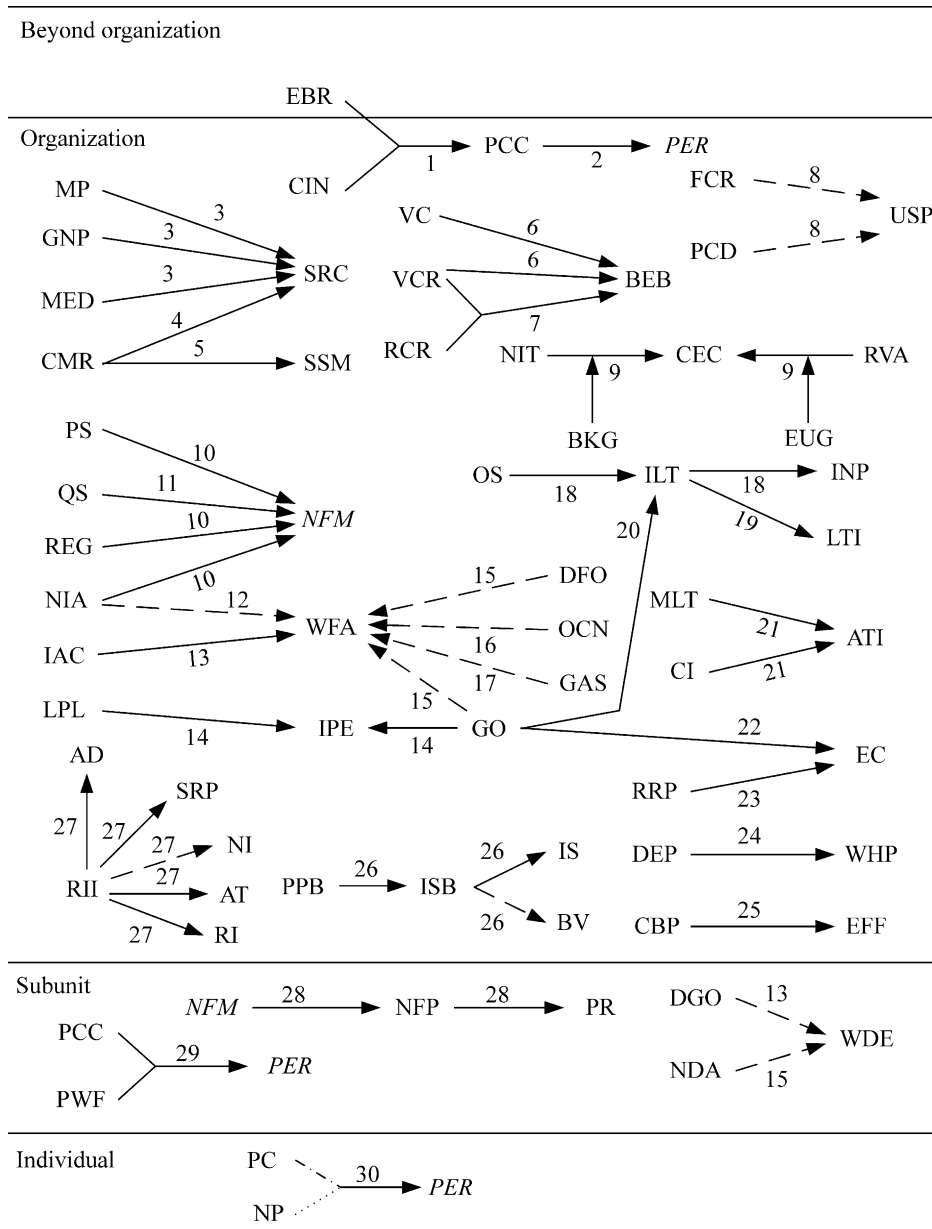 Beyond organization
EBR
Organization
1
PCC
2
PER
CIN
MP
3
GNP
3
SRC
MED
3
CMR
4
5
SSM
VC
6
VCR
6
BEB
RCR
7
FCR
8
USP
PCD
8
NIT
9
CEC
9
RVA
BKG
EUG
PS
10
QS
11
NFM
REG
10
NIA
10
12
WFA
IAC
13
OS
18
ILT
18
INP
19
LTI
20
15
DFO
OCN
16
17
GAS
15
MLT
21
ATI
CI
21
LPL
14
IPE
14
GO
22
EC
RRP
23
AD
27
SRP
27
NI
27
RII
27
AT
27
RI
PPB
26
ISB
26
IS
26
BV
DEP
24
WHP
CBP
25
EFF
Subunit
NFM
28
NFP
28
PR
PCC
29
PER
PWF
DGO
13
WDE
NDA
15
Individual
PC
30
PER
NP